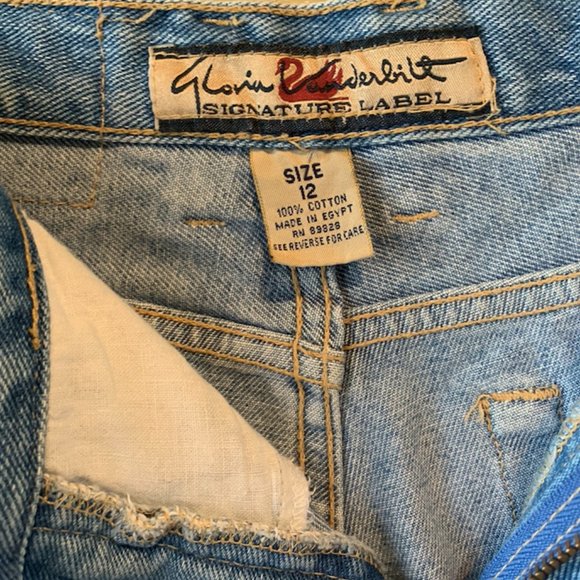 Gloria Vanderbilt
SIGNATURE LABEL
SIZE
12
100% COTTON
MADE IN EGYPT
RN 89828
SEE REVERSE FOR CARE